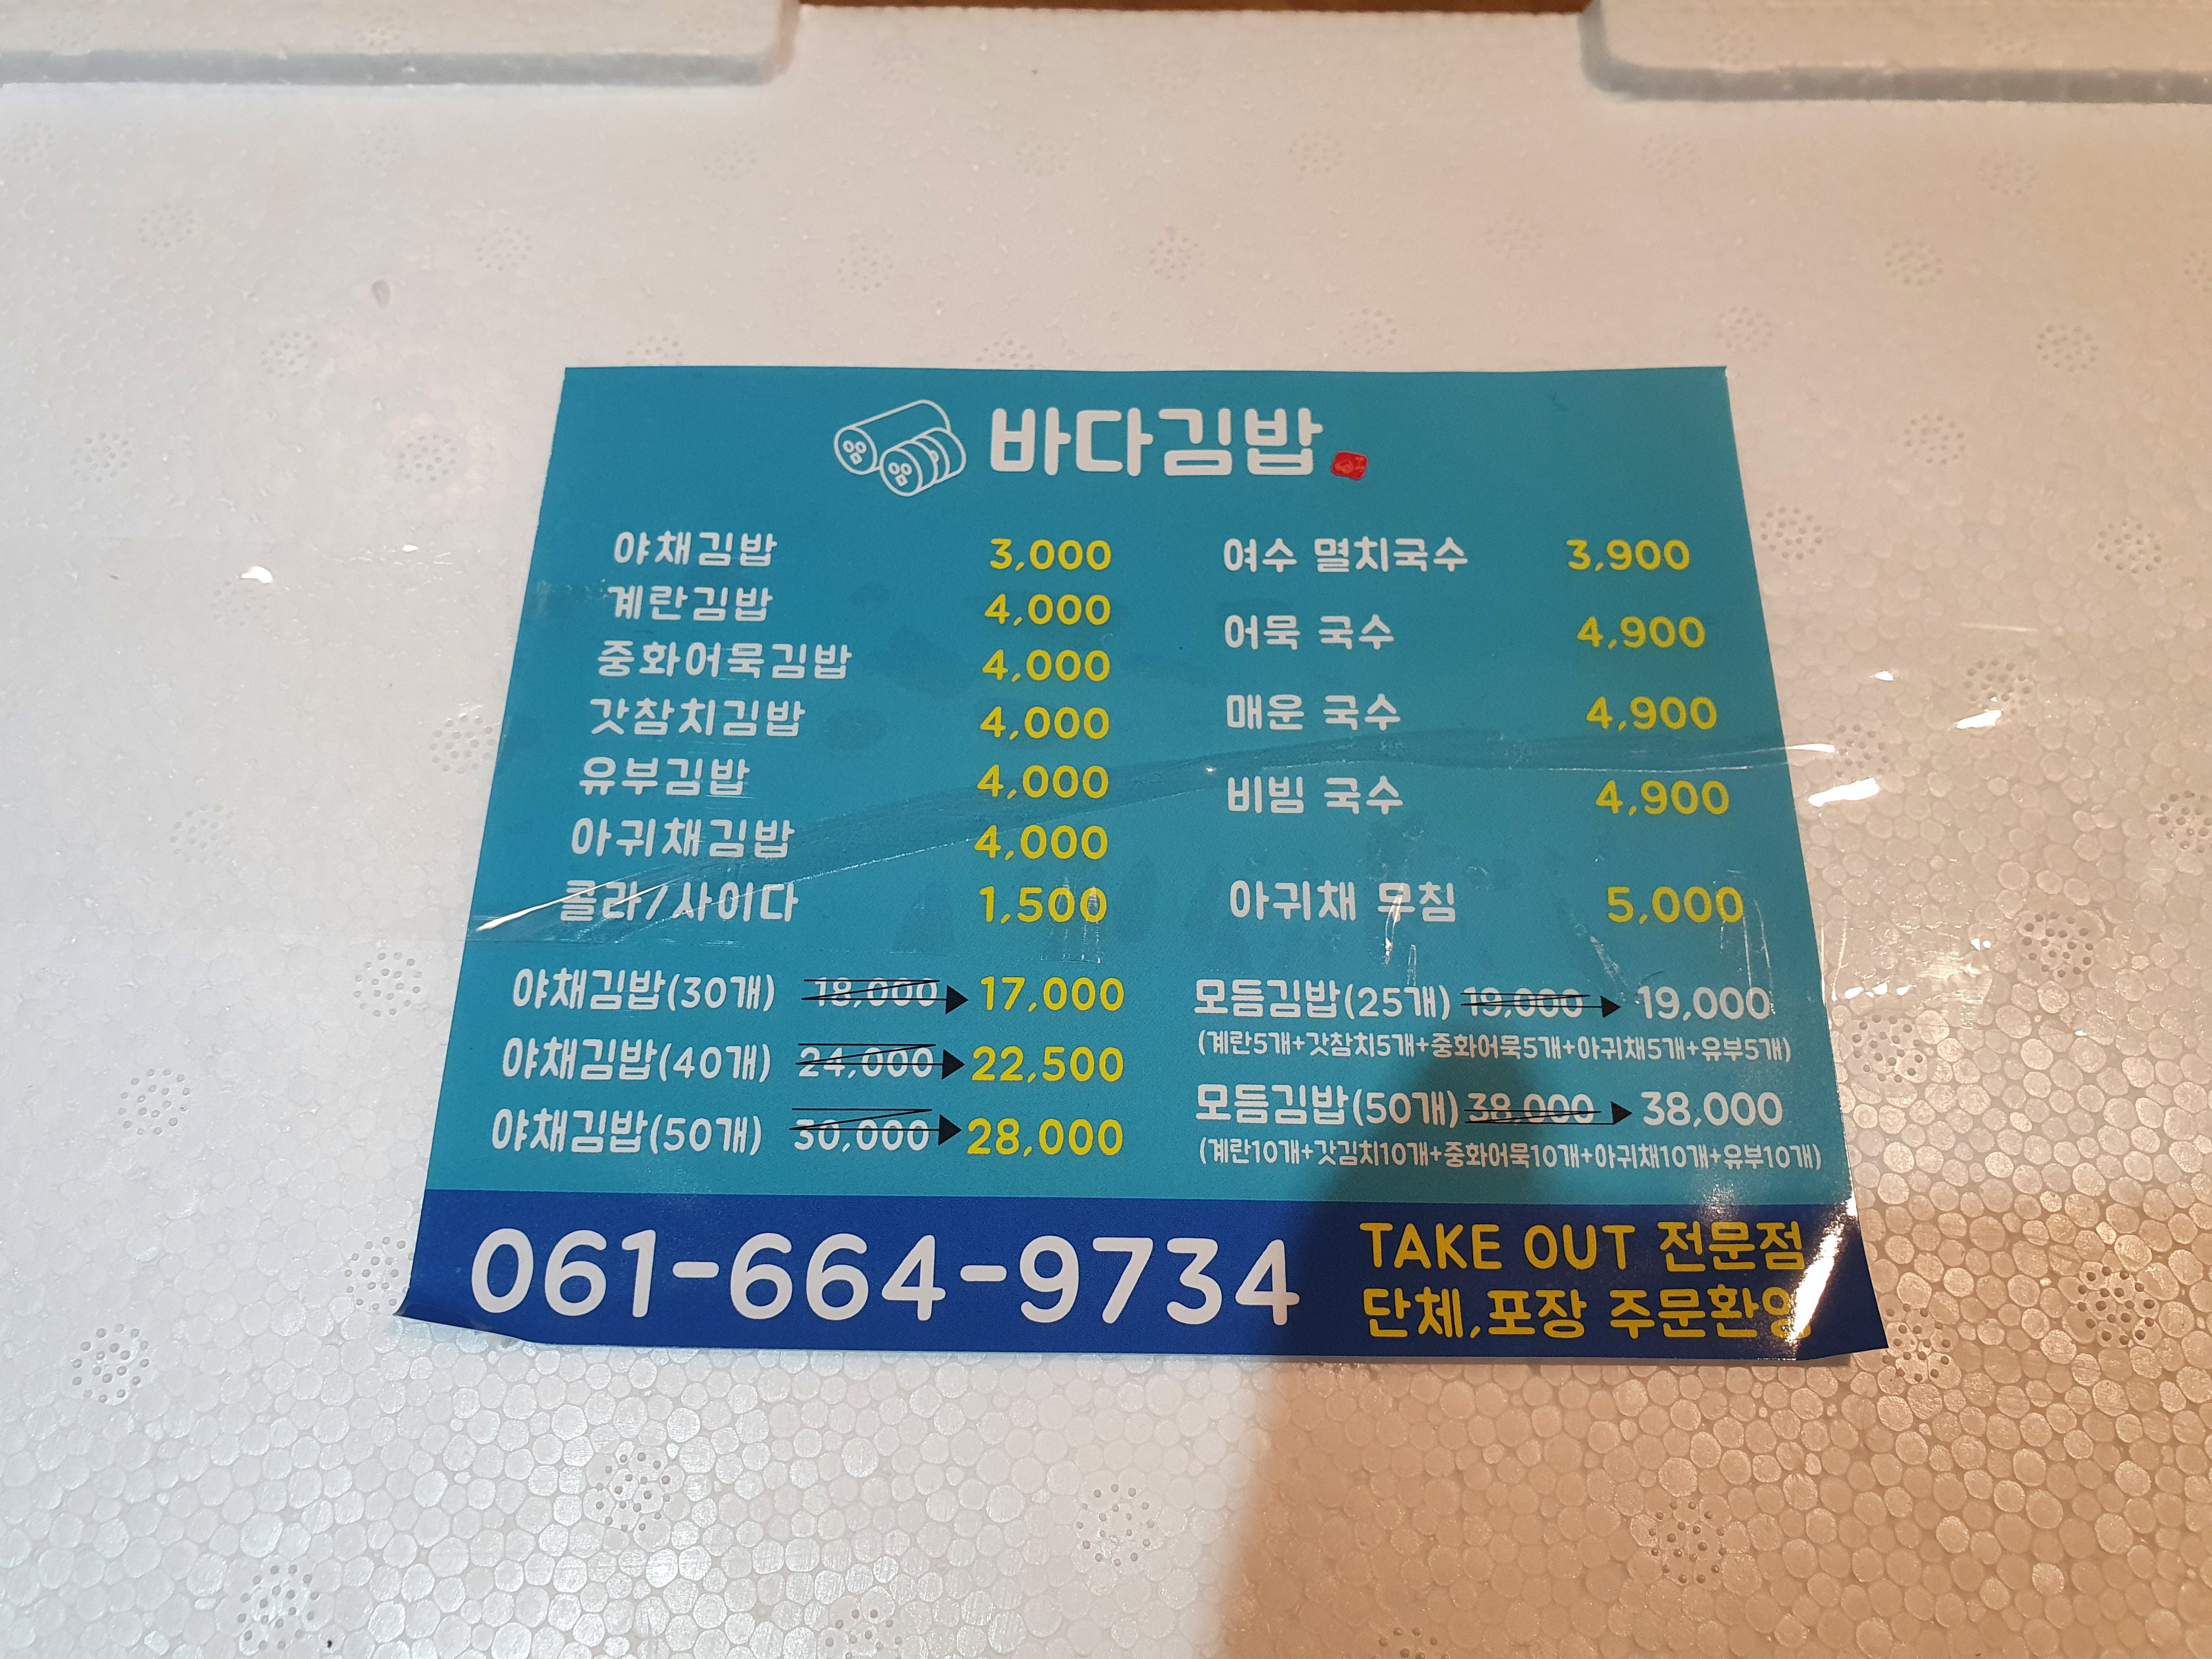 바다김밥
야채김밥 3,000
계란김밥 4,000
중화어묵김밥 4,000
갓참치김밥 4,000
유부김밥 4,000
아귀채김밥 4,000
콜라/사이다 1,500
여수 멸치국수 3,900
어묵 국수 4,900
매운 국수 4,900
비빔 국수 4,900
아귀채 무침 5,000
야채김밥(30개) 18,000 17,000
야채김밥(40개) 24,000 22,500
야채김밥(50개) 30,000 28,000
모듬김밥(25개) 19,000 19,000
(계란5개+갓참치5개+중화어묵5개+아귀채5개+유부5개)
모듬김밥(50개) 38,000 38,000
(계란10개+갓김치10개+중화어묵10개+아귀채10개+유부10개)
061-664-9734
TAKE OUT 전문점
단체,포장 주문환영